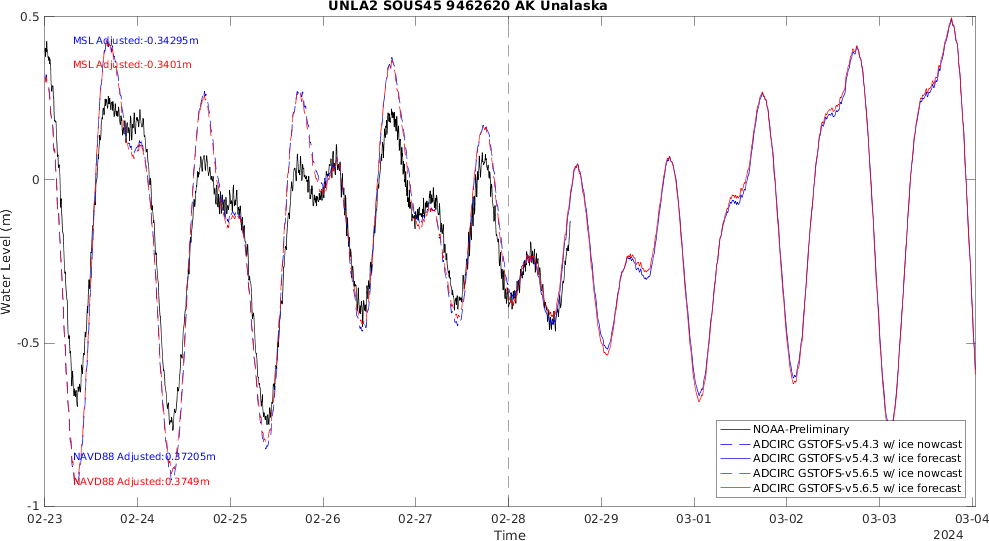 UNLA2 SOUS45 9462620 AK Unalaska
MSL Adjusted:-0.34295m
MSL Adjusted:-0.3401m
NAVD88 Adjusted:0.37205m
NAVD88 Adjusted:0.3749m
Water Level (m)
0.5
0
-0.5
-1
NOAA-Preliminary
ADCIRC GSTOFS-v5.4.3 w/ ice nowcast
ADCIRC GSTOFS-v5.4.3 w/ ice forecast
ADCIRC GSTOFS-v5.6.5 w/ ice nowcast
ADCIRC GSTOFS-v5.6.5 w/ ice forecast
02-23 02-24 02-25 02-26 02-27 02-28 02-29 03-01 03-02 03-03 03-04
Time
2024